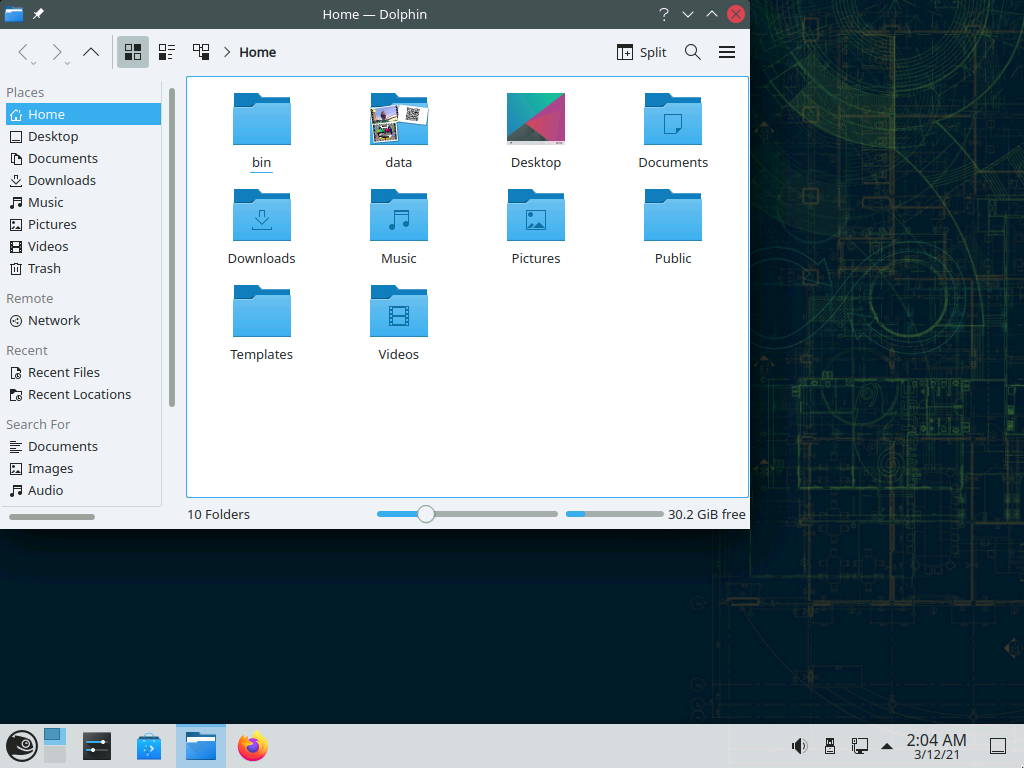 Home — Dolphin
Home
Split
Places
Home
Desktop
Documents
Downloads
Music
Pictures
Videos
Trash
Remote
Network
Recent
Recent Files
Recent Locations
Search For
Documents
Images
Audio
bin
data
Desktop
Documents
Downloads
Music
Pictures
Public
Templates
Videos
10 Folders
30.2 GiB free
2:04 AM
3/12/21